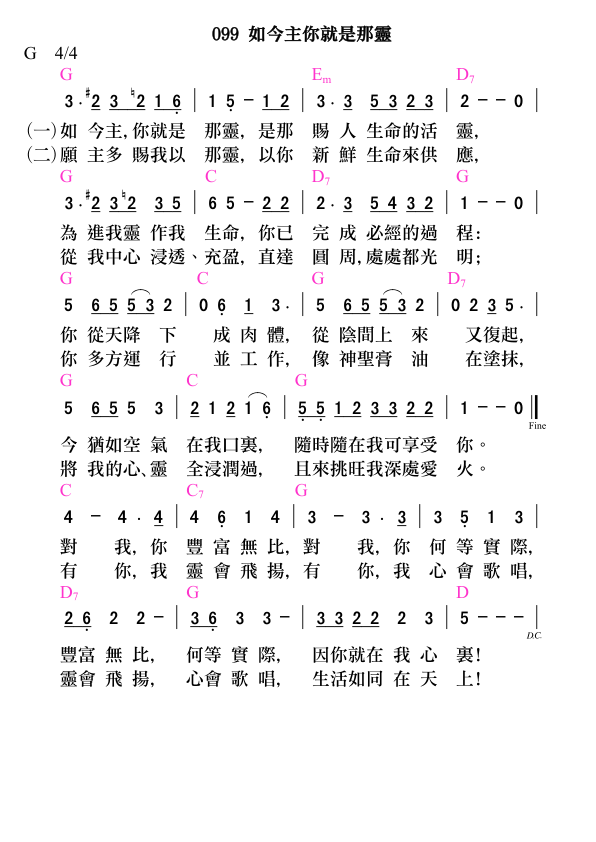 099 如今主你就是那靈
G 4/4
G Em D7
3 · #2 3 ♮2 1 6 | 1 5 – 1 2 | 3 · 3 5 3 2 3 | 2 – – 0 |
(一)如 今主,你就是 那靈, 是那 賜 人 生命的活 靈,
(二)願 主多 賜我以 那靈, 以你 新 鮮 生命來供 應,
G C D7 G
3 · #2 3 ♮2 3 5 | 6 5 – 2 2 | 2 · 3 5 4 3 2 | 1 – – 0 |
為 進我靈 作我 生命, 你已 完 成 必經的過 程:
從 我中心 浸透、充盈, 直達 圓 周,處處都光 明;
G C G D7
5 6 5 5 3 2 | 0 6 1 3 · | 5 6 5 5 3 2 | 0 2 3 5 · |
你 從天降 下 成 肉 體, 從 陰間上 來 又復起,
你 多方運 行 並 工 作, 像 神聖膏 油 在塗抹,
G C G
5 6 5 5 3 | 2 1 2 1 6 | 5 5 1 2 3 3 2 2 | 1 – – 0 ‖
Fine
今 猶如空 氣 在我口裏, 隨時隨在我可享受 你。
將 我的心、靈 全浸潤過, 且來挑旺我深處愛 火。
C C7 G
4 – 4 · 4 | 4 6 1 4 | 3 – 3 · 3 | 3 5 1 3 |
對 我, 你 豐 富 無 比, 對 我, 你 何 等 實 際,
有 你, 我 靈 會 飛 揚, 有 你, 我 心 會 歌 唱,
D7 G D
2 6 2 2 – | 3 6 3 3 – | 3 3 2 2 2 3 | 5 – – – |
D.C.
豐富 無 比, 何等 實 際, 因你就在 我 心 裏!
靈會 飛 揚, 心會 歌 唱, 生活如同 在 天 上!